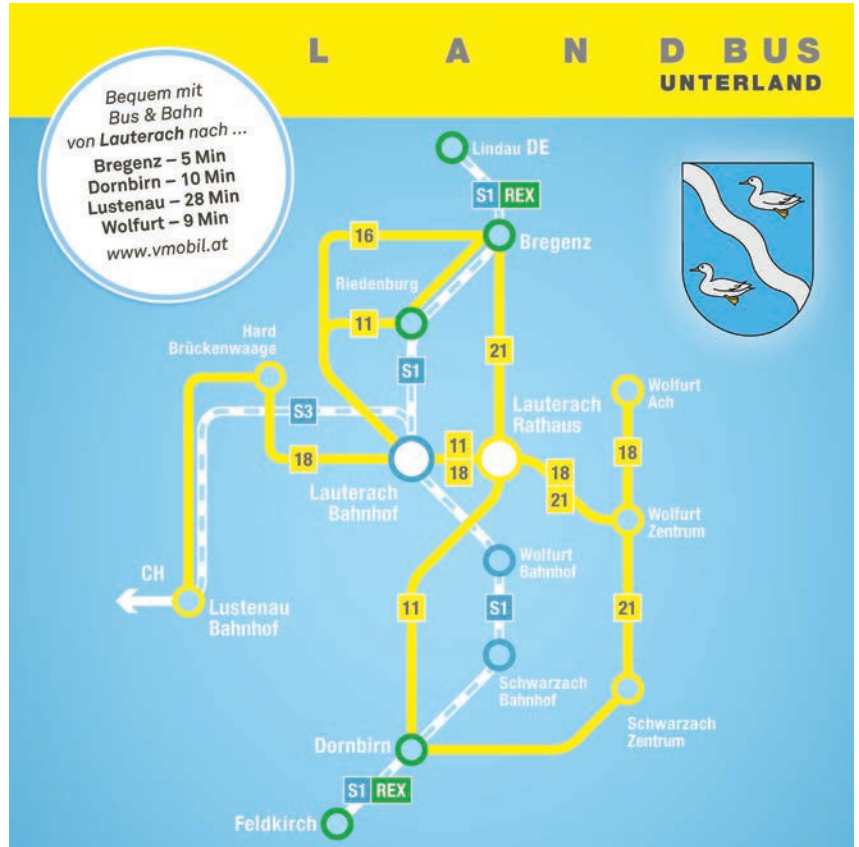 L A N D BUS
UNTERLAND
Bequem mit
Bus & Bahn
von Lauterach nach ...
Bregenz – 5 Min
Dornbirn – 10 Min
Lustenau – 28 Min
Wolfurt – 9 Min
www.vmobil.at
Lindau DE
S1 REX
16
Bregenz
Riedenburg
11
Hard
Brückenwaage
21
S1
Wolfurt
Ach
S3
Lauterach
Rathaus
18
11
18
18
21
18
Lauterach
Bahnhof
Wolfurt
Zentrum
Wolfurt
Bahnhof
CH
Lustenau
Bahnhof
11
S1
21
Schwarzach
Bahnhof
Schwarzach
Zentrum
Dornbirn
S1 REX
Feldkirch